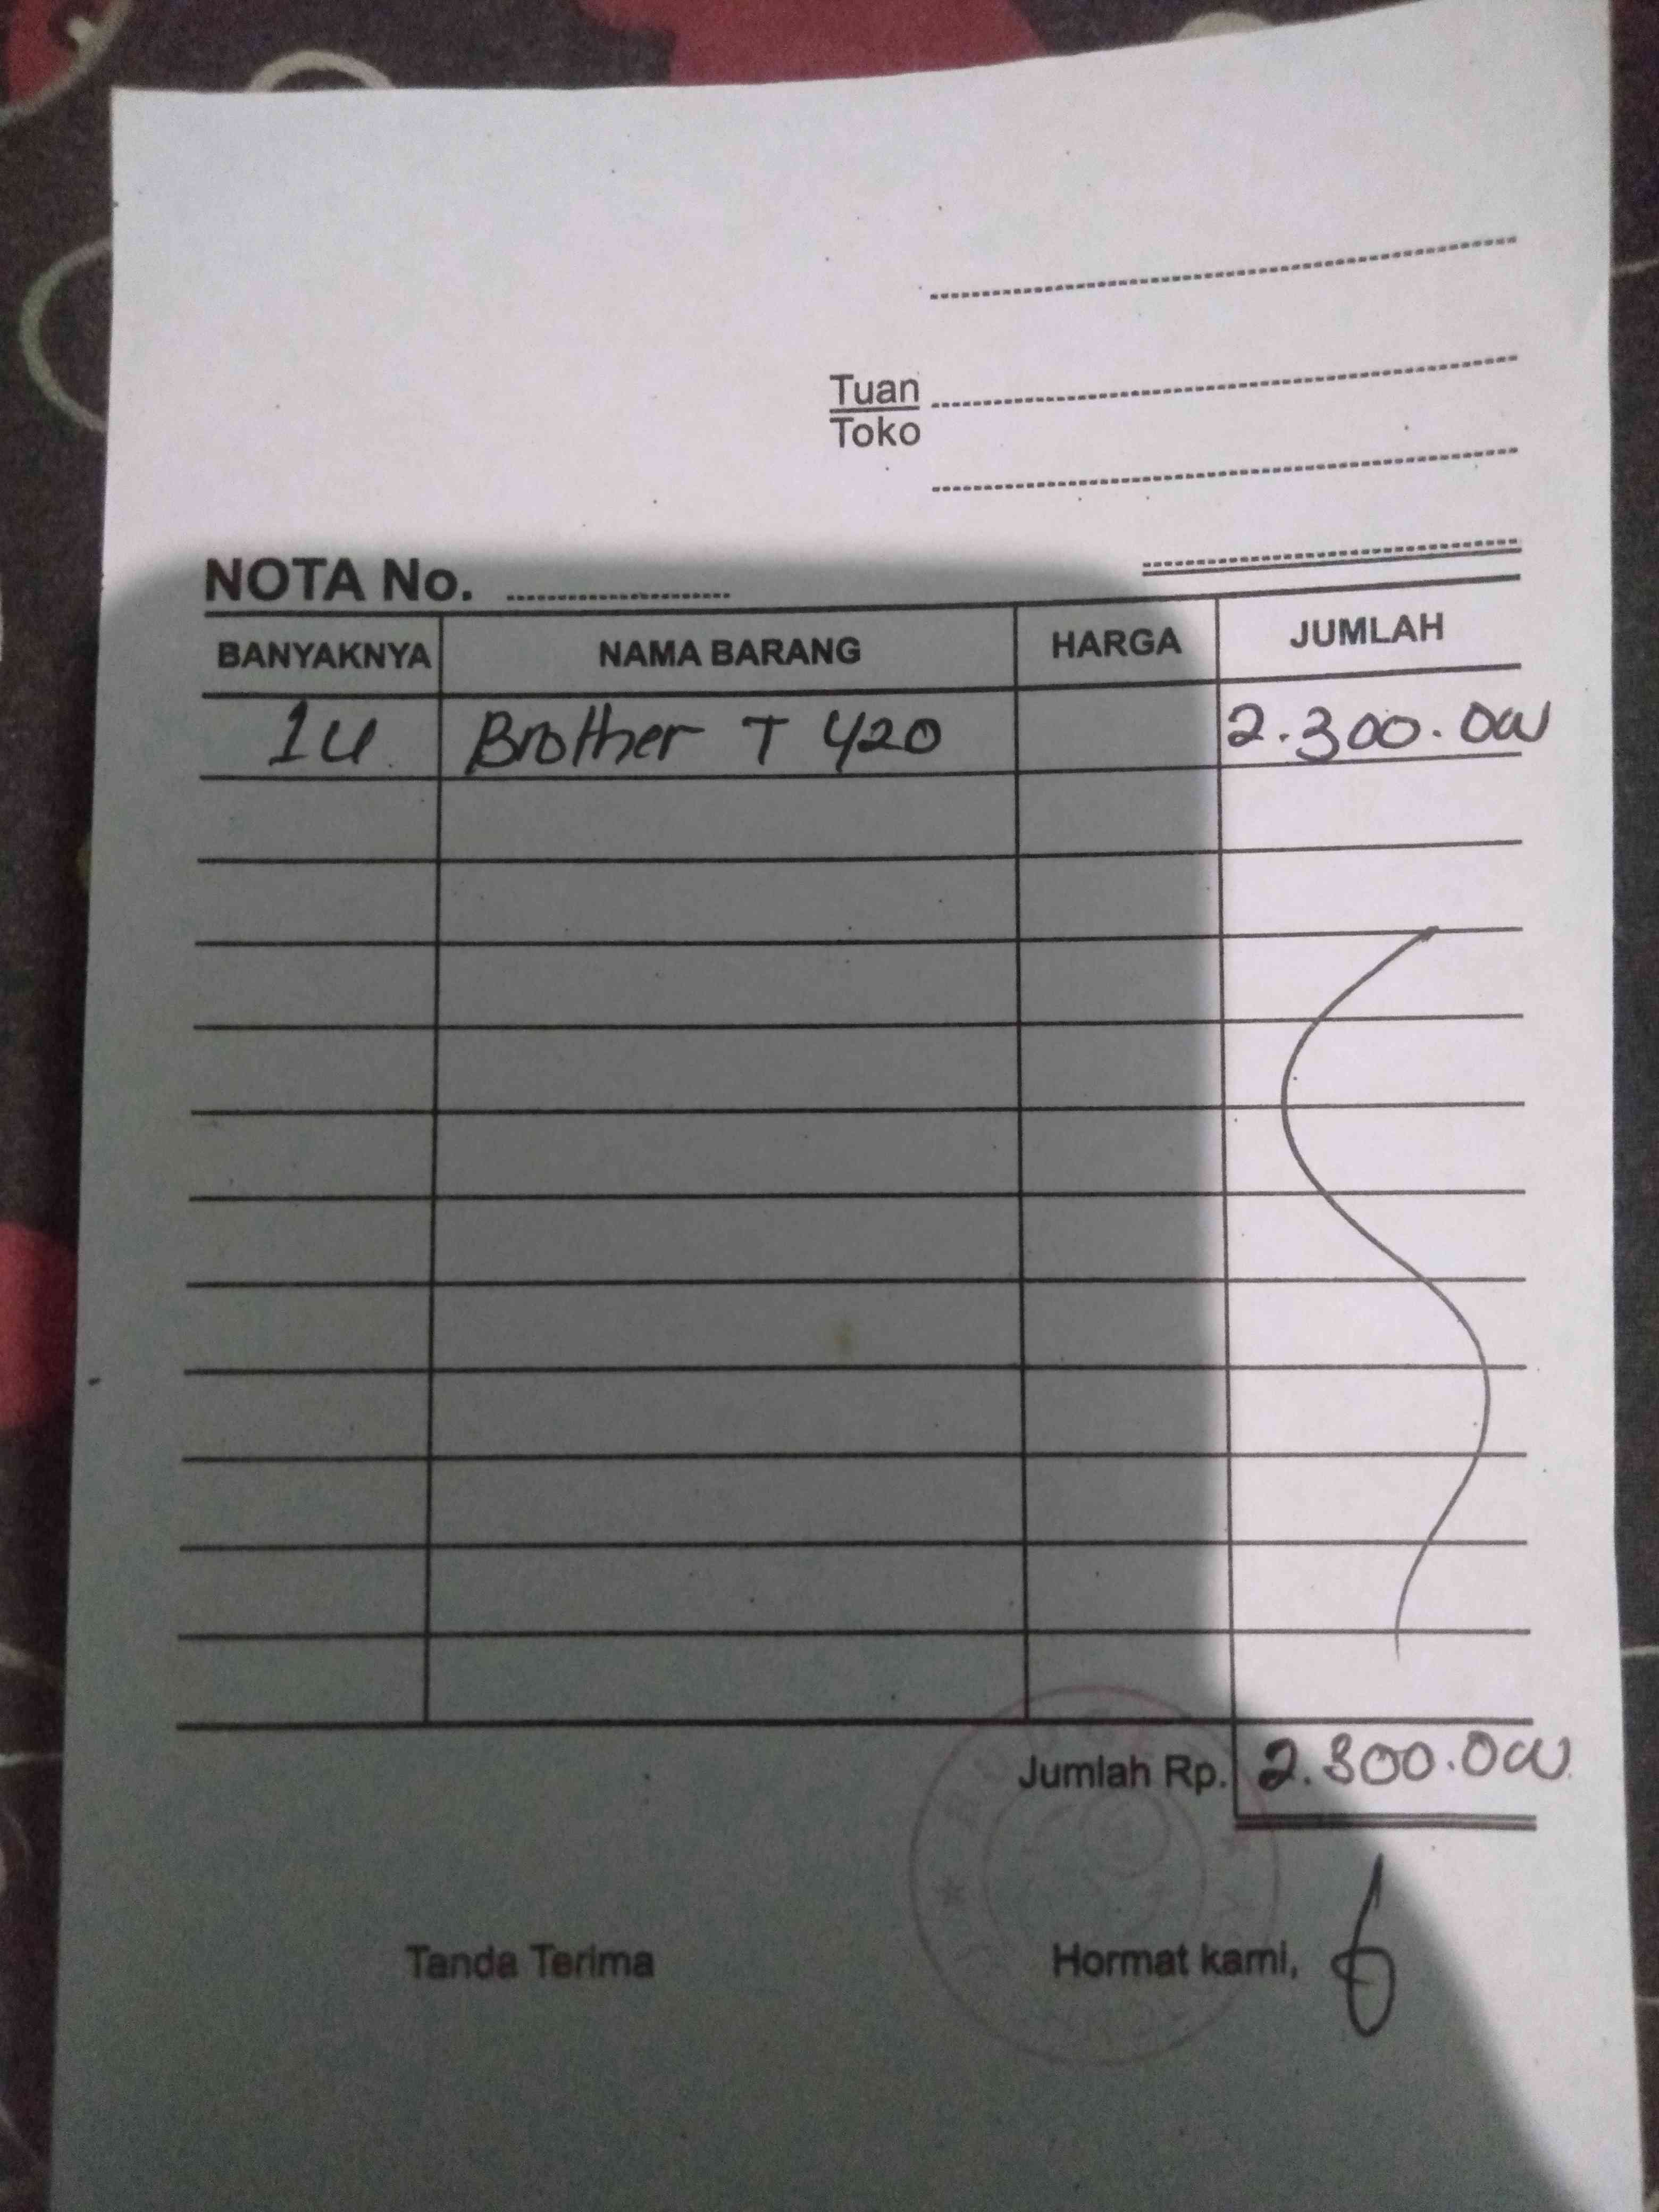 Tuan
Toko
NOTA No.
BANYAKNYA NAMA BARANG HARGA JUMLAH
1 U Brother T 420 2.300.000
Jumlah Rp. 2.300.000
Tanda Terima Hormat kami,